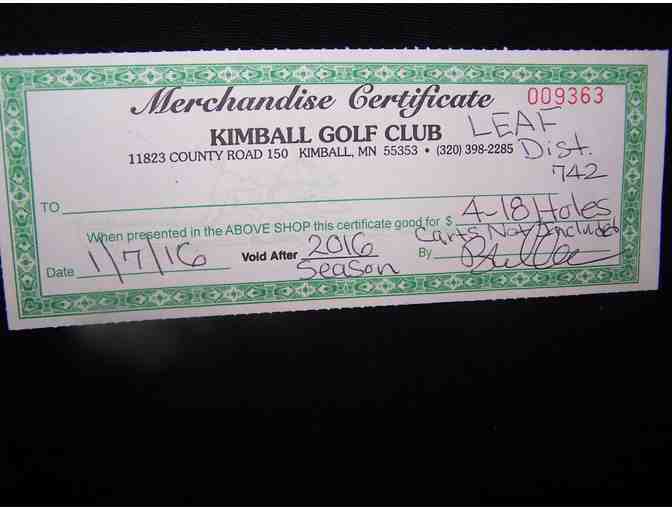 Merchandise Certificate 009363
KIMBALL GOLF CLUB LEAF
11823 COUNTY ROAD 150 KIMBALL, MN 55353 • (320) 398-2285 Dist.
742
TO
When presented in the ABOVE SHOP this certificate good for $ 4-18 Holes
Carts Not Included
Date 1/7/16 Void After 2016 By
Season